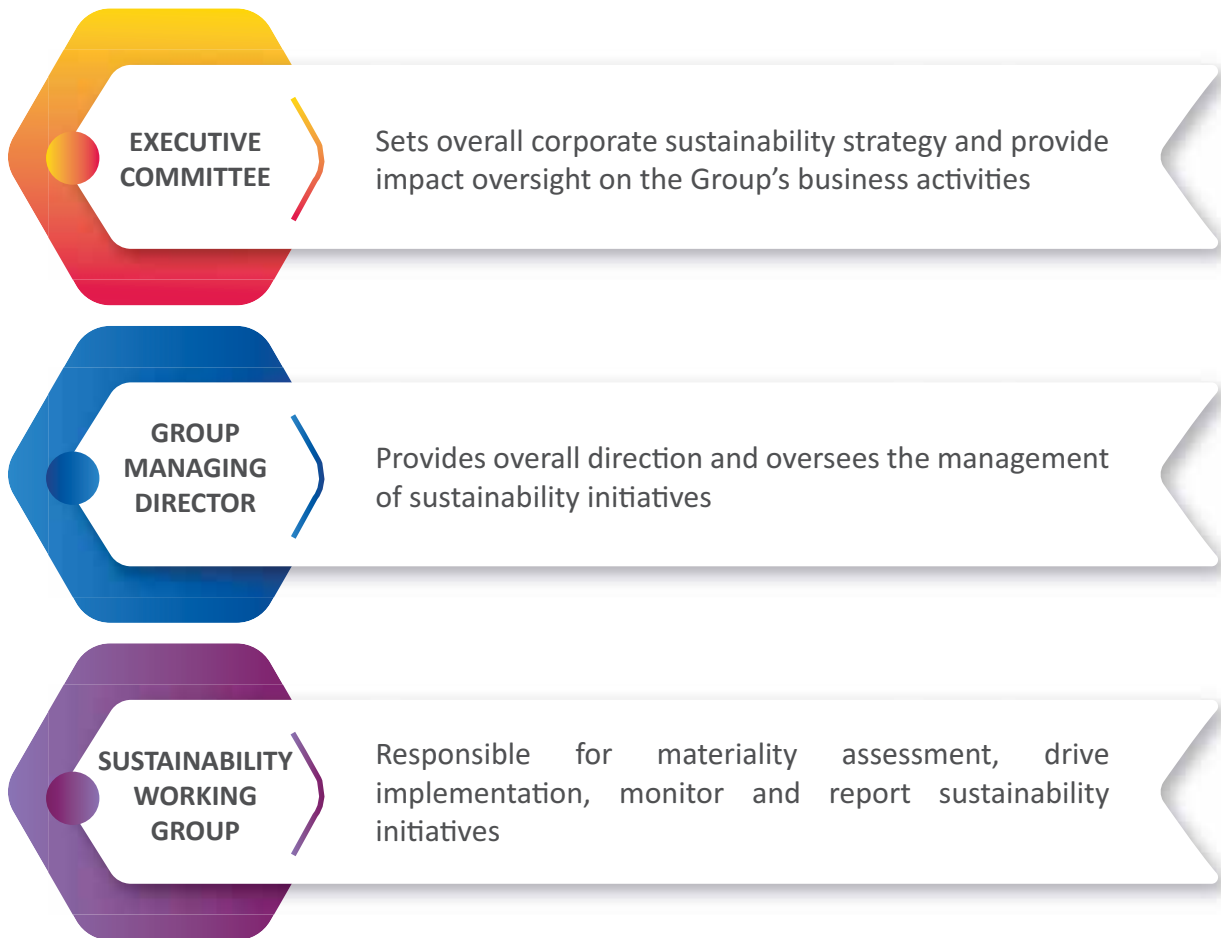 EXECUTIVE
COMMITTEE
Sets overall corporate sustainability strategy and provide
impact oversight on the Group’s business activities
GROUP
MANAGING
DIRECTOR
Provides overall direction and oversees the management
of sustainability initiatives
SUSTAINABILITY
WORKING
GROUP
Responsible for materiality assessment, drive
implementation, monitor and report sustainability
initiatives